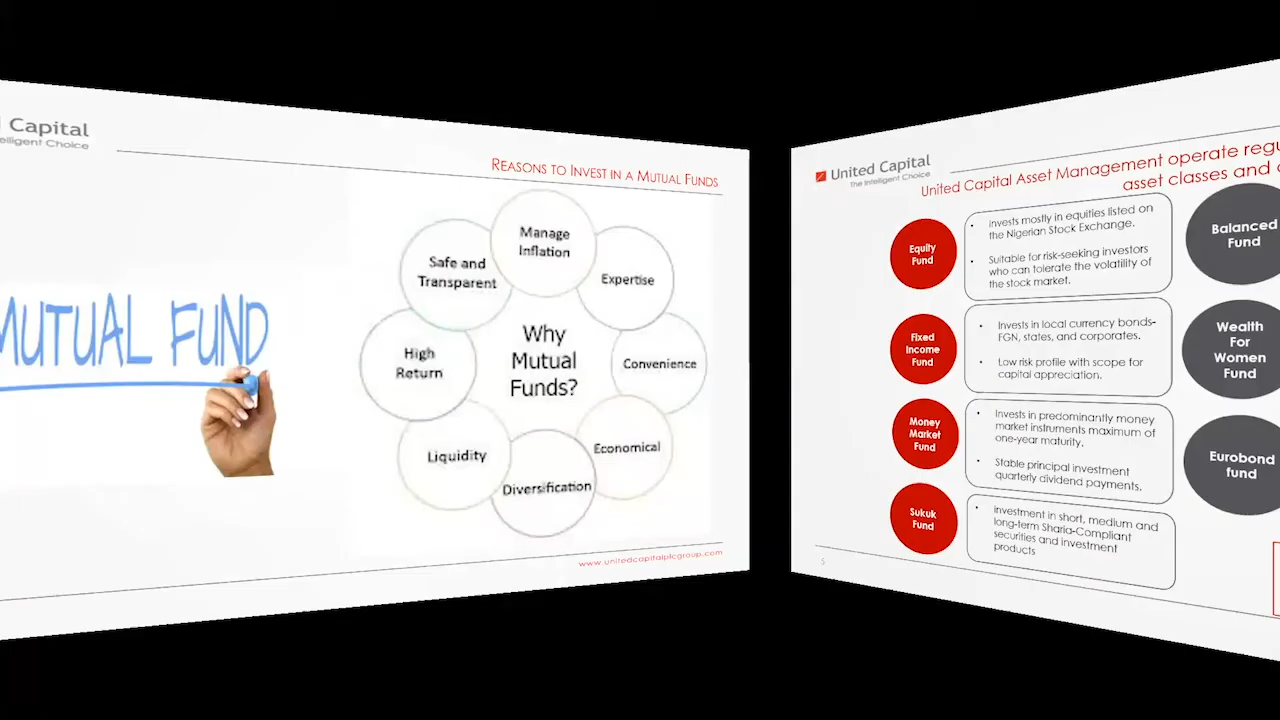 Capital
elligent Choice
REASONS TO INVEST IN A MUTUAL FUNDS
MUTUAL FUND
Manage
Inflation
Safe and
Transparent
Expertise
High
Return
Why
Mutual
Funds?
Convenience
Liquidity
Economical
Diversification
www.unitedcapitalplcgroup.com
United Capital
The Intelligent Choice
United Capital Asset Management operate regu
asset classes and
Equity
Fund
• Invests mostly in equities listed on
the Nigerian Stock Exchange.
• Suitable for risk-seeking investors
who can tolerate the volatility of
the stock market.
Fixed
Income
Fund
• Invests in local currency bonds-
FGN, states, and corporates.
• Low risk profile with scope for
capital appreciation.
Money
Market
Fund
• Invests in predominantly money
market instruments maximum of
one-year maturity.
• Stable principal investment
quarterly dividend payments.
Sukuk
Fund
• Investment in short, medium and
long-term Sharia-Compliant
securities and investment
products
Balanced
Fund
Wealth
For
Women
Fund
Eurobond
fund
5